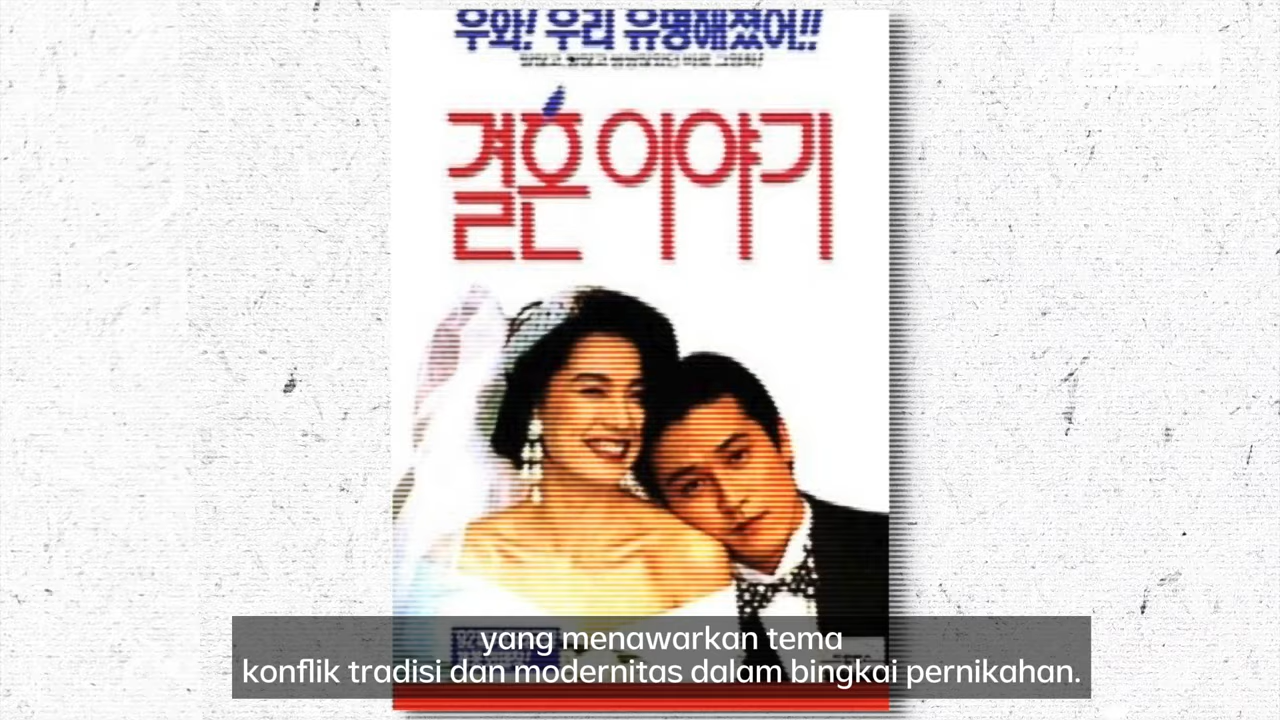 우와! 우리 유명해졌어!!
결혼 이야기
yang menawarkan tema
konflik tradisi dan modernitas dalam bingkai pernikahan.